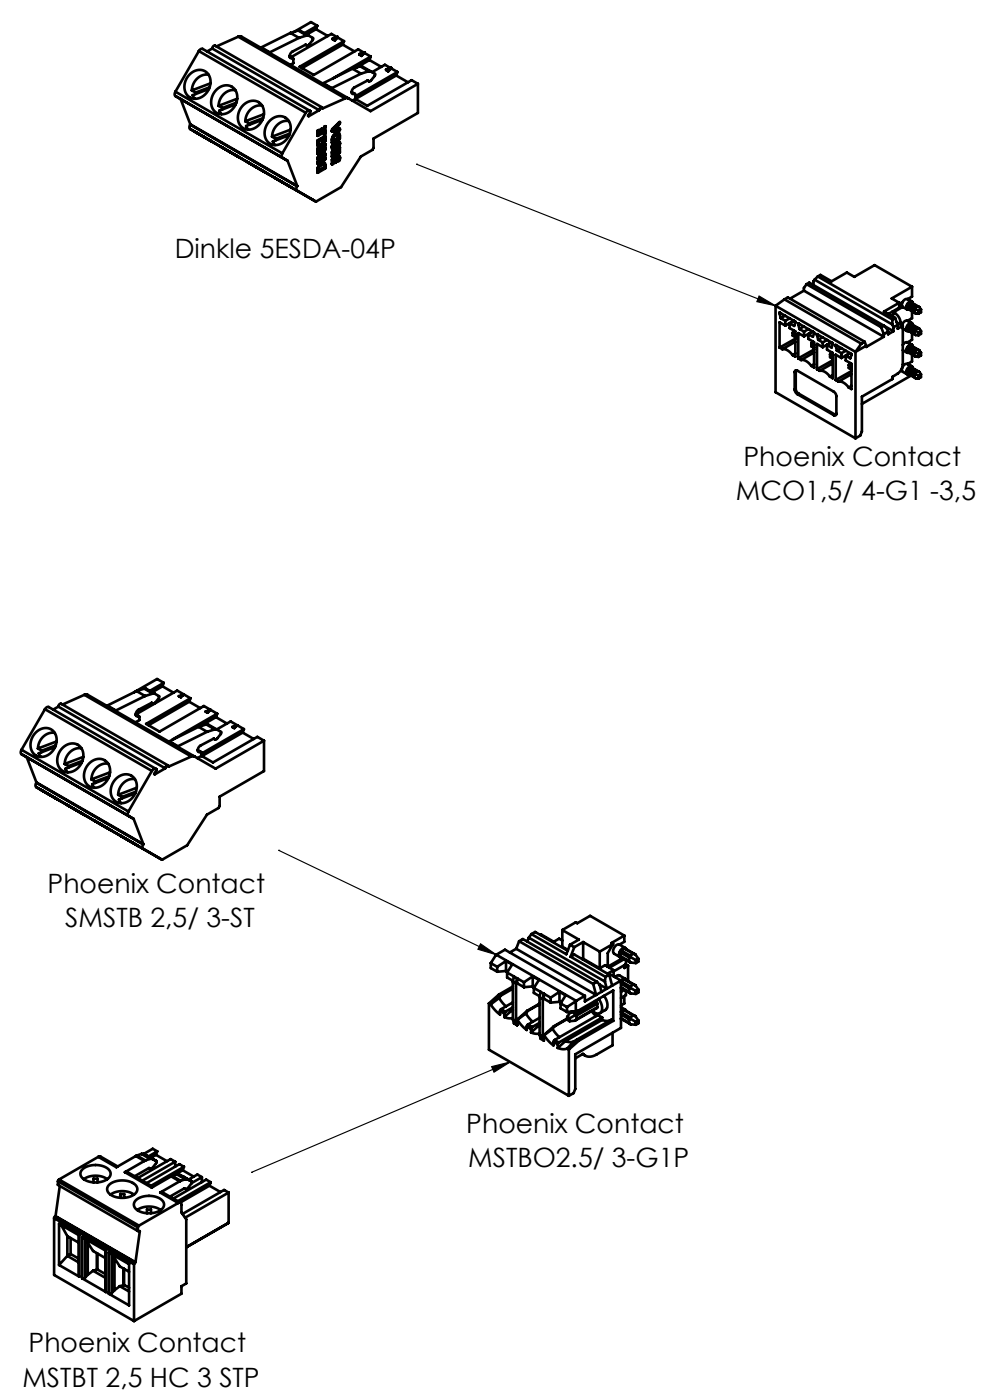 Dinkle 5ESDA-04P
Phoenix Contact
MCO1,5/ 4-G1 -3,5
Phoenix Contact
SMSTB 2,5/ 3-ST
Phoenix Contact
MSTBO2.5/ 3-G1P
Phoenix Contact
MSTBT 2,5 HC 3 STP